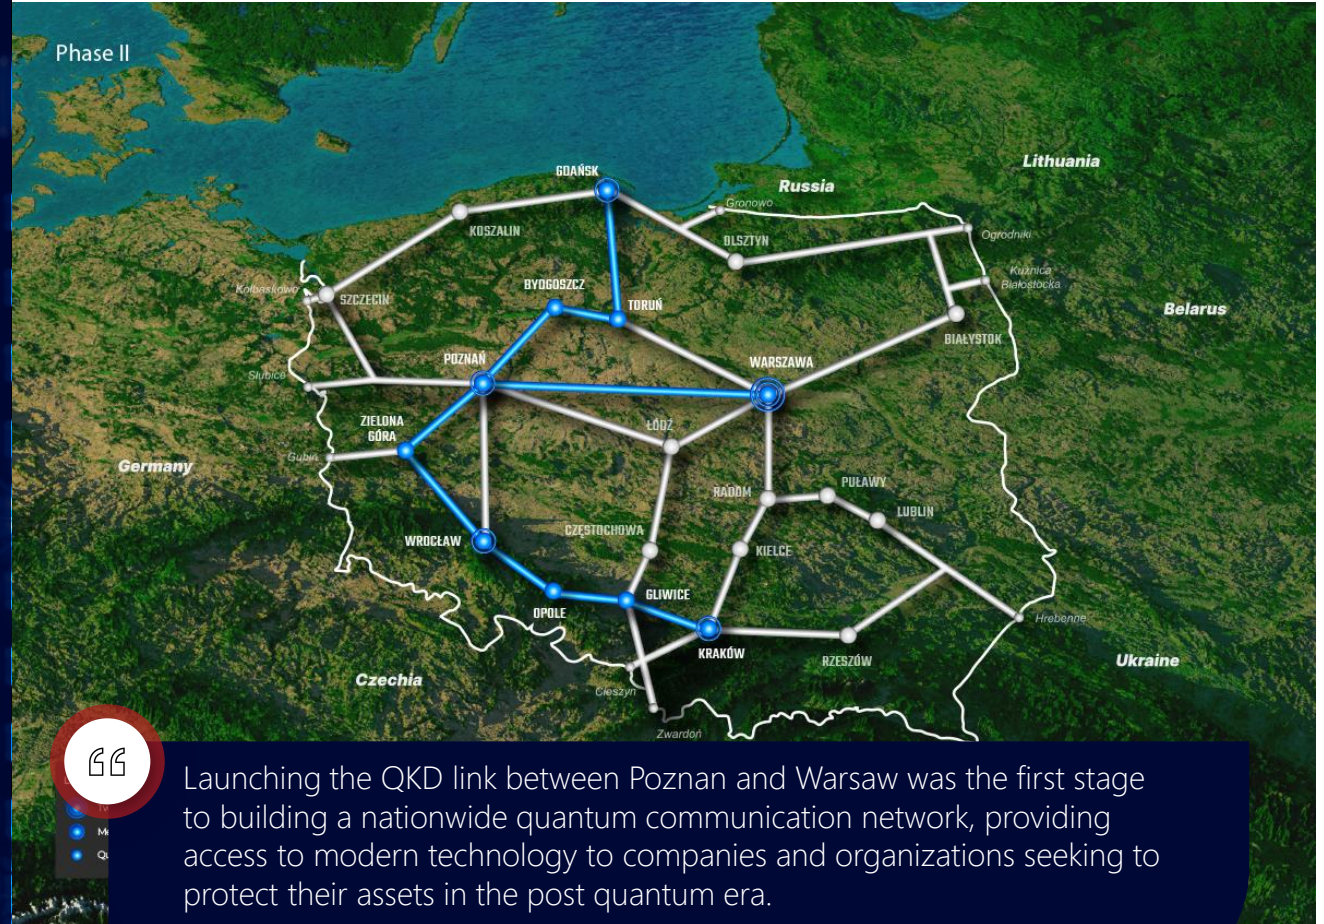 Phase II
Lithuania
GDAŃSK
Russia
Gronowo
KOSZALIN
OLSZTYN
Ogrodniki
Kuźnica
Białostocka
Kołbaskowo
SZCZECIN
BYDGOSZCZ
TORUŃ
Belarus
BIAŁYSTOK
POZNAŃ
WARSZAWA
Słubice
ZIELONA
GÓRA
ŁÓDŹ
Gubin
Germany
RADOM
PUŁAWY
LUBLIN
CZĘSTOCHOWA
WROCŁAW
KIELCE
GLIWICE
OPOLE
Hrebenne
KRAKÓW
RZESZÓW
Ukraine
Czechia
Cieszyn
Zwardoń
“
Launching the QKD link between Poznan and Warsaw was the first stage
to building a nationwide quantum communication network, providing
access to modern technology to companies and organizations seeking to
protect their assets in the post quantum era.